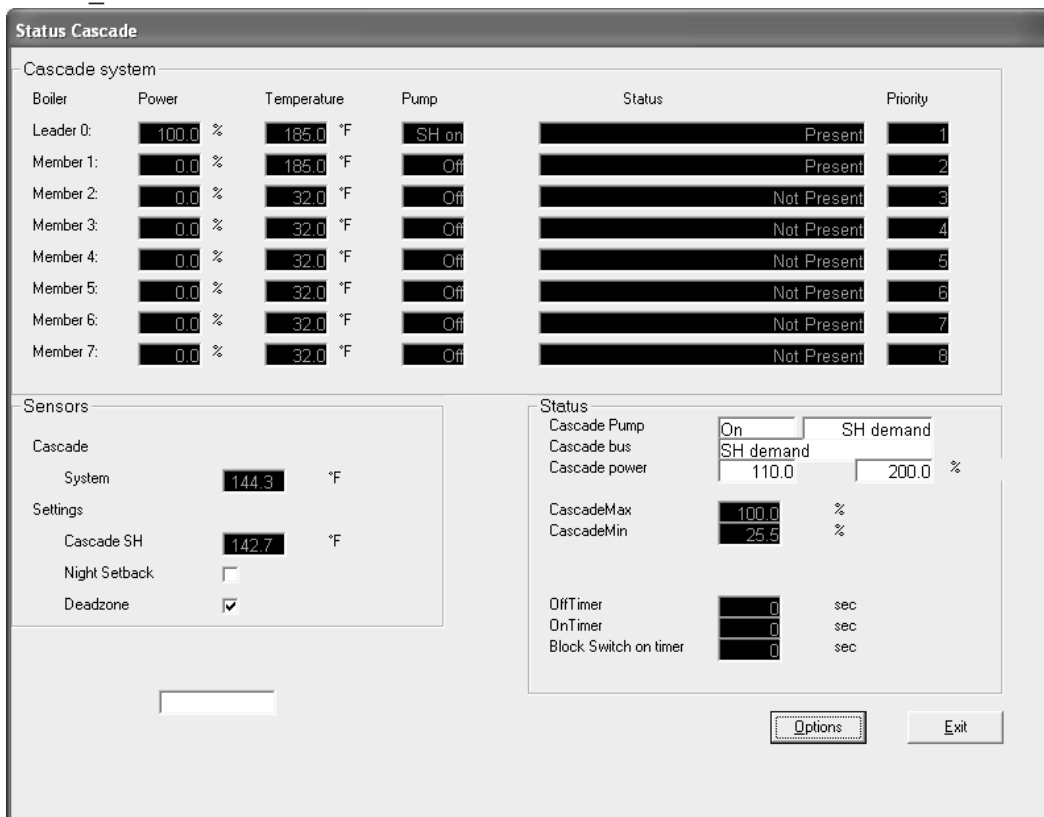 Status Cascade
Cascade system
Boiler Power Temperature Pump Status Priority
Leader 0: 100.0 % 185.0 °F SH on Present 1
Member 1: 0.0 % 185.0 °F Off Present 2
Member 2: 0.0 % 32.0 °F Off Not Present 3
Member 3: 0.0 % 32.0 °F Off Not Present 4
Member 4: 0.0 % 32.0 °F Off Not Present 5
Member 5: 0.0 % 32.0 °F Off Not Present 6
Member 6: 0.0 % 32.0 °F Off Not Present 7
Member 7: 0.0 % 32.0 °F Off Not Present 8
Sensors
Cascade
System 144.3 °F
Settings
Cascade SH 142.7 °F
Night Setback
Deadzone
Status
Cascade Pump On SH demand
Cascade bus SH demand
Cascade power 110.0 200.0 %
CascadeMax 100.0 %
CascadeMin 25.5 %
OffTimer 0 sec
OnTimer 0 sec
Block Switch on timer 0 sec
Options Exit